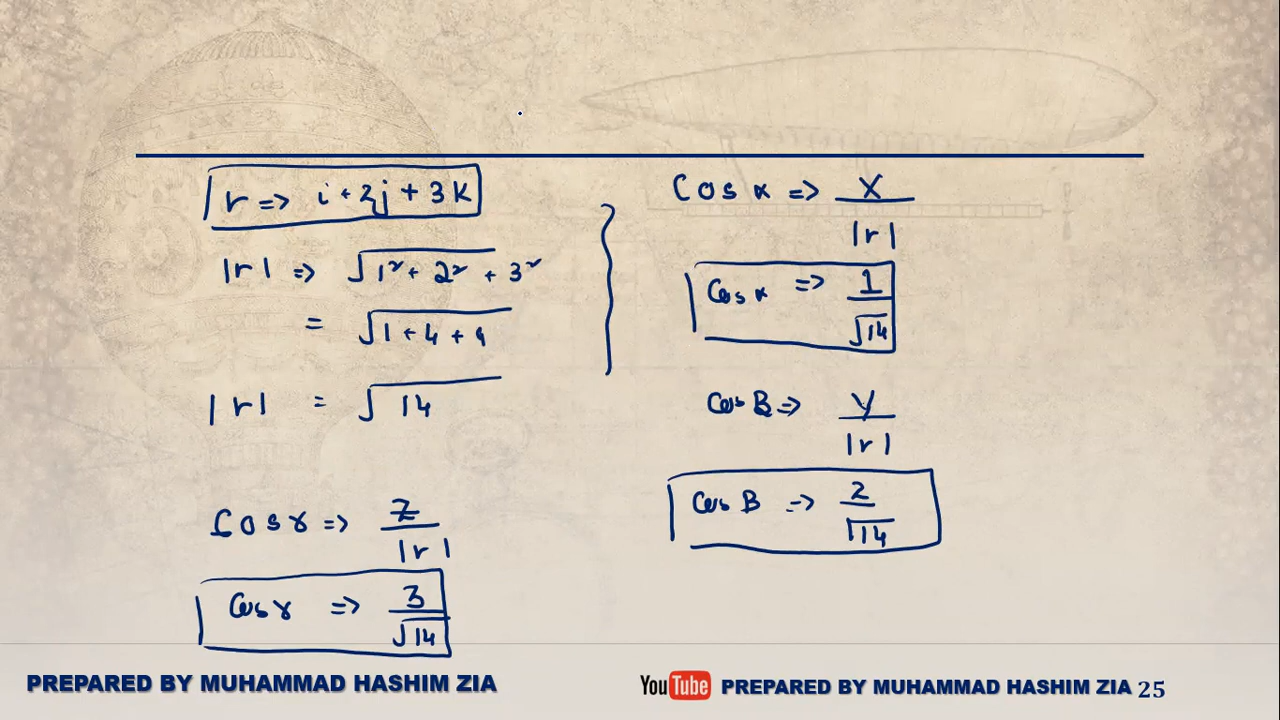 r => i + 2j + 3k
|r| => √1² + 2² + 3²
= √1 + 4 + 9
|r| = √14
Cos γ => z/|r|
Cos γ => 3/√14
Cos α => x/|r|
Cos α => 1/√14
Cos B => y/|r|
Cos B => 2/√14
PREPARED BY MUHAMMAD HASHIM ZIA
YouTube PREPARED BY MUHAMMAD HASHIM ZIA 25